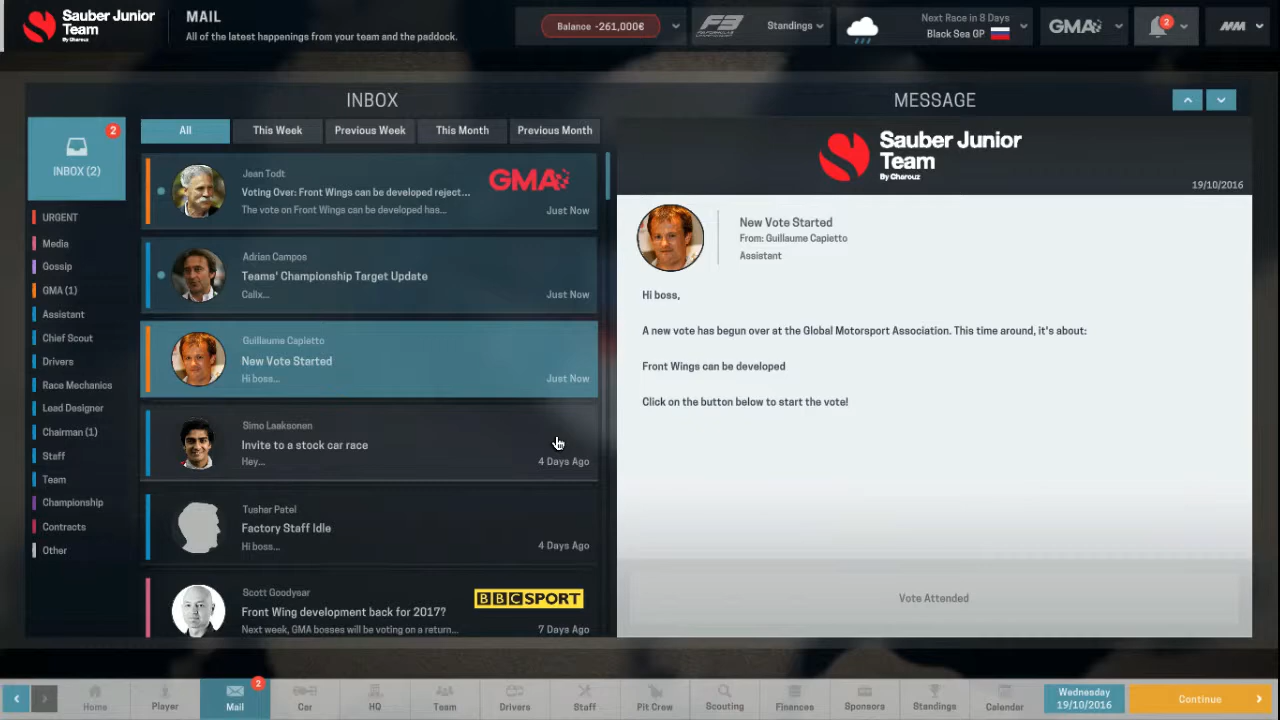 Sauber Junior
Team
By Charouz
MAIL
All of the latest happenings from your team and the paddock.
Balance -261,000€
F3
Standings
Next Race in 8 Days
Black Sea GP
GMA
2
MM
INBOX
MESSAGE
2
INBOX (2)
All
This Week
Previous Week
This Month
Previous Month
URGENT
Media
Gossip
GMA (1)
Assistant
Chief Scout
Drivers
Race Mechanics
Lead Designer
Chairman (1)
Staff
Team
Championship
Contracts
Other
Jean Todt
Voting Over: Front Wings can be developed reject...
The vote on Front Wings can be developed has...
GMA
Just Now
Adrian Campos
Teams' Championship Target Update
Calix...
Just Now
Guillaume Capietto
New Vote Started
Hi boss...
Just Now
Simo Laaksonen
Invite to a stock car race
Hey...
4 Days Ago
Tushar Patel
Factory Staff Idle
Hi boss...
4 Days Ago
Scott Goodyear
Front Wing development back for 2017?
Next week, GMA bosses will be voting on a return...
BBC SPORT
7 Days Ago
Sauber Junior
Team
By Charouz
19/10/2016
New Vote Started
From: Guillaume Capietto
Assistant
Hi boss,
A new vote has begun over at the Global Motorsport Association. This time around, it's about:
Front Wings can be developed
Click on the button below to start the vote!
Vote Attended
Home
Player
Mail
2
Car
HQ
Team
Drivers
Staff
Pit Crew
Scouting
Finances
Sponsors
Standings
Calendar
Wednesday
19/10/2016
Continue